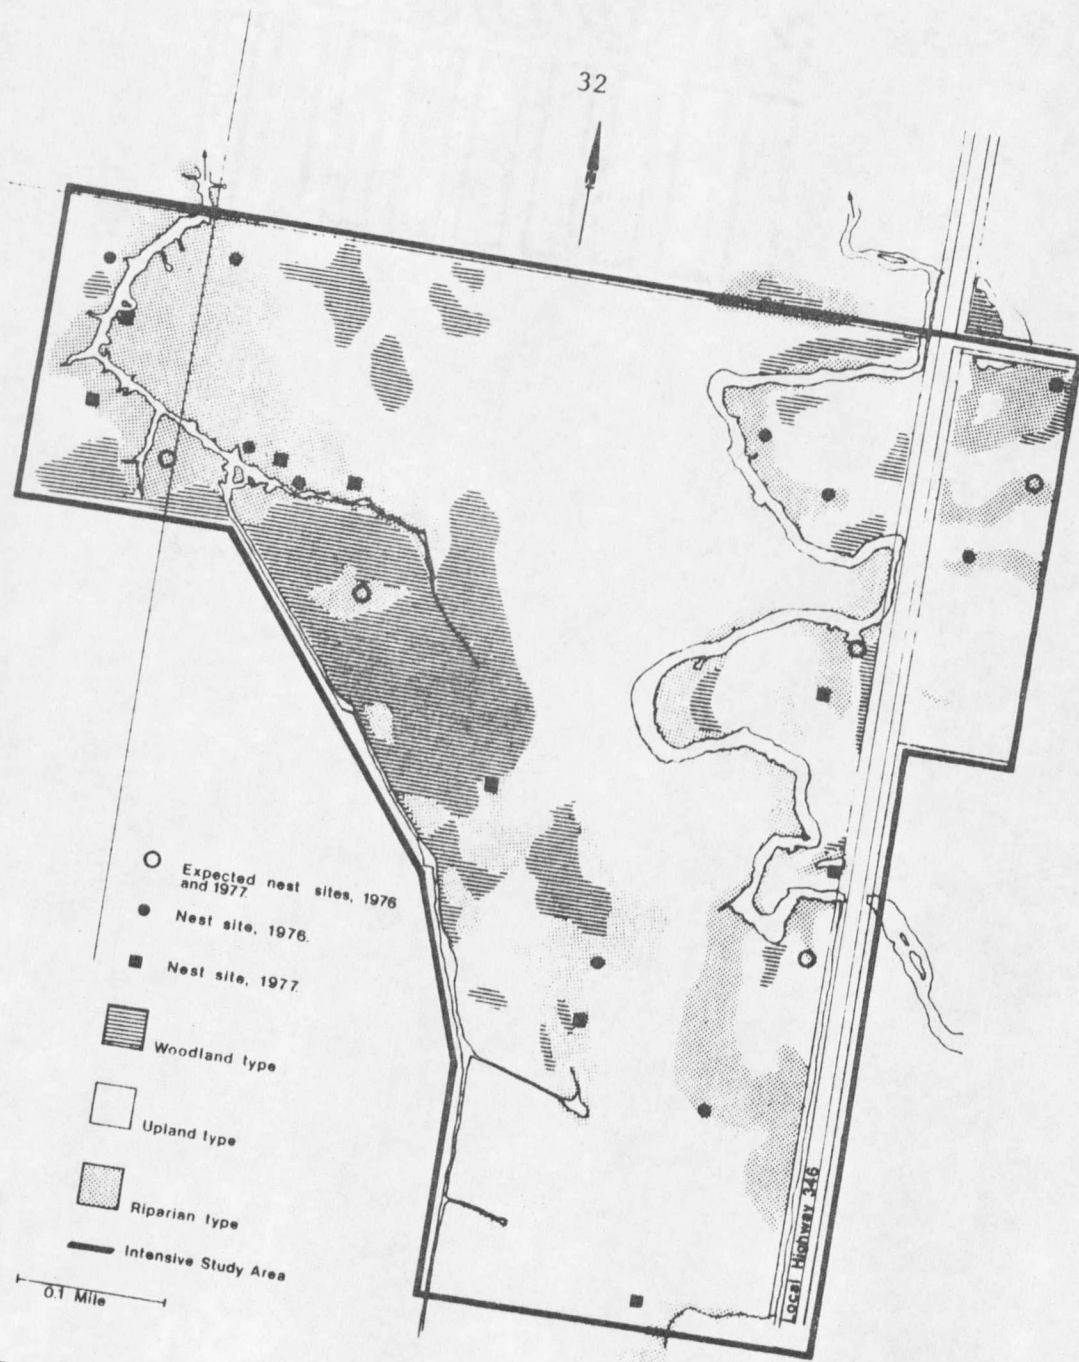 32
N
Expected nest sites, 1976
and 1977.
Nest site, 1976.
Nest site, 1977.
Woodland type
Upland type
Riparian type
Intensive Study Area
0.1 Mile
Local Highway 346